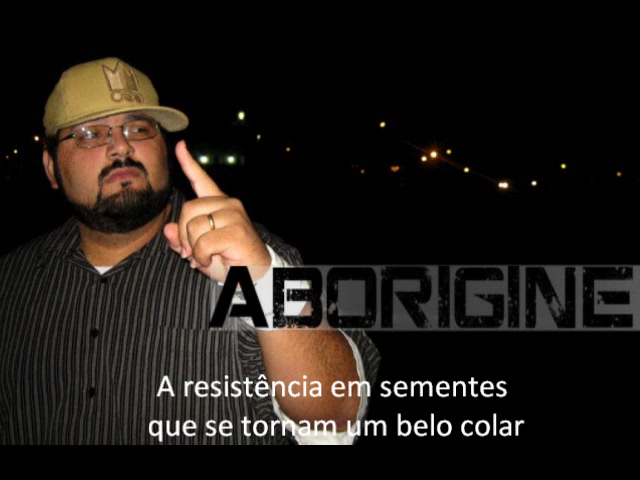 ABORIGINE
A resistência em sementes
que se tornam um belo colar